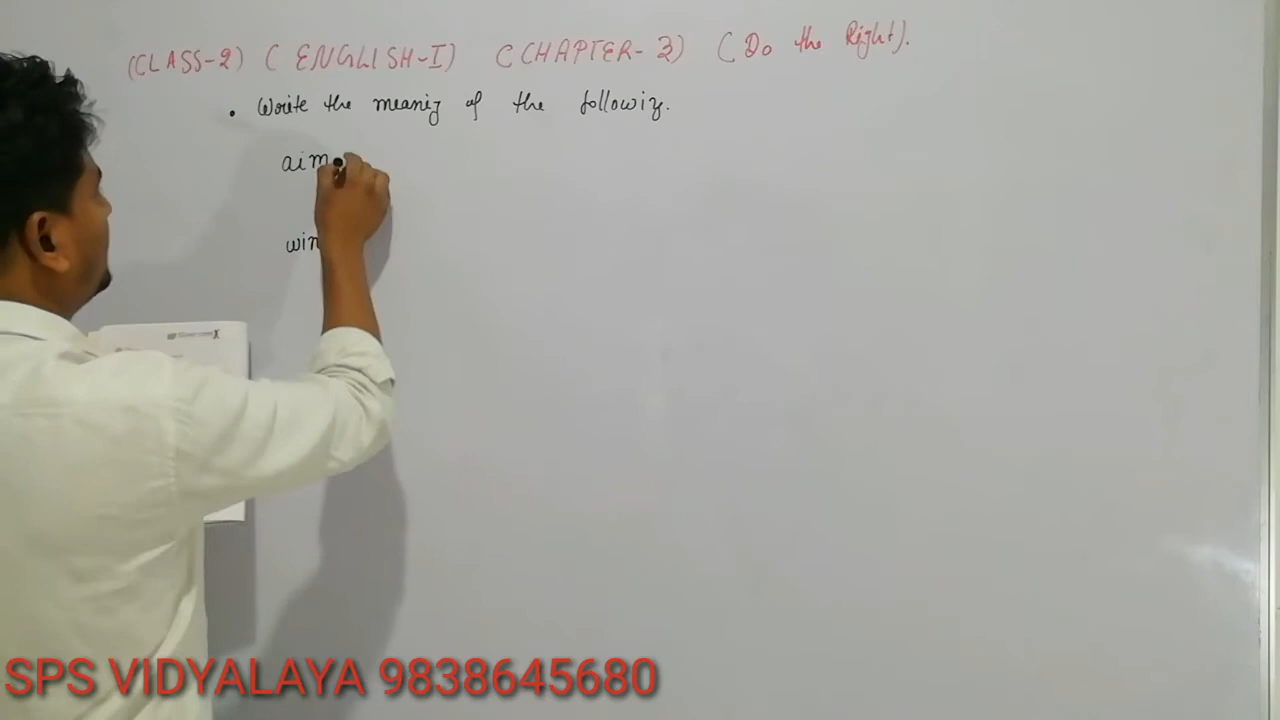 (CLASS-2) (ENGLISH-I) (CHAPTER-3) (Do the Right).
• Write the meaning of the following.
aim
win
SPS VIDYALAYA 9838645680